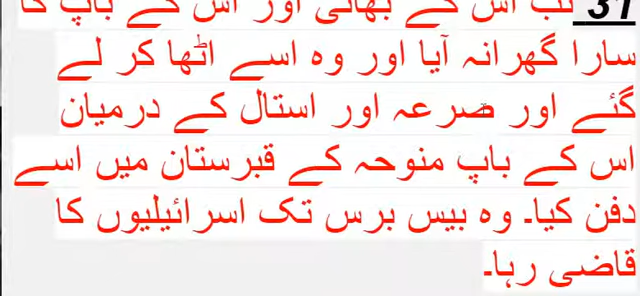 31 تب اس کے بھائی اور اس کے باپ کا
سارا گھرانہ آیا اور وہ اسے اٹھا کر لے
گئے اور ضرعہ اور استال کے درمیان
اس کے باپ منوحہ کے قبرستان میں اسے
دفن کیا۔ وہ بیس برس تک اسرائیلیوں کا
قاضی رہا۔